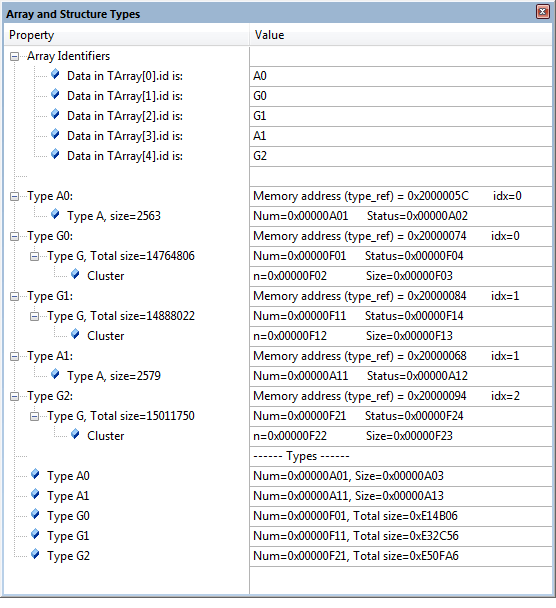 Array and Structure Types
Property Value
Array Identifiers
Data in TArray[0].id is: A0
Data in TArray[1].id is: G0
Data in TArray[2].id is: G1
Data in TArray[3].id is: A1
Data in TArray[4].id is: G2
Type A0: Memory address (type_ref) = 0x2000005C idx=0
Type A, size=2563 Num=0x00000A01 Status=0x00000A02
Type G0: Memory address (type_ref) = 0x20000074 idx=0
Type G, Total size=14764806 Num=0x00000F01 Status=0x00000F04
Cluster n=0x00000F02 Size=0x00000F03
Type G1: Memory address (type_ref) = 0x20000084 idx=1
Type G, Total size=14888022 Num=0x00000F11 Status=0x00000F14
Cluster n=0x00000F12 Size=0x00000F13
Type A1: Memory address (type_ref) = 0x20000068 idx=1
Type A, size=2579 Num=0x00000A11 Status=0x00000A12
Type G2: Memory address (type_ref) = 0x20000094 idx=2
Type G, Total size=15011750 Num=0x00000F21 Status=0x00000F24
Cluster n=0x00000F22 Size=0x00000F23
------ Types ------
Type A0 Num=0x00000A01, Size=0x00000A03
Type A1 Num=0x00000A11, Size=0x00000A13
Type G0 Num=0x00000F01, Total size=0xE14B06
Type G1 Num=0x00000F11, Total size=0xE32C56
Type G2 Num=0x00000F21, Total size=0xE50FA6